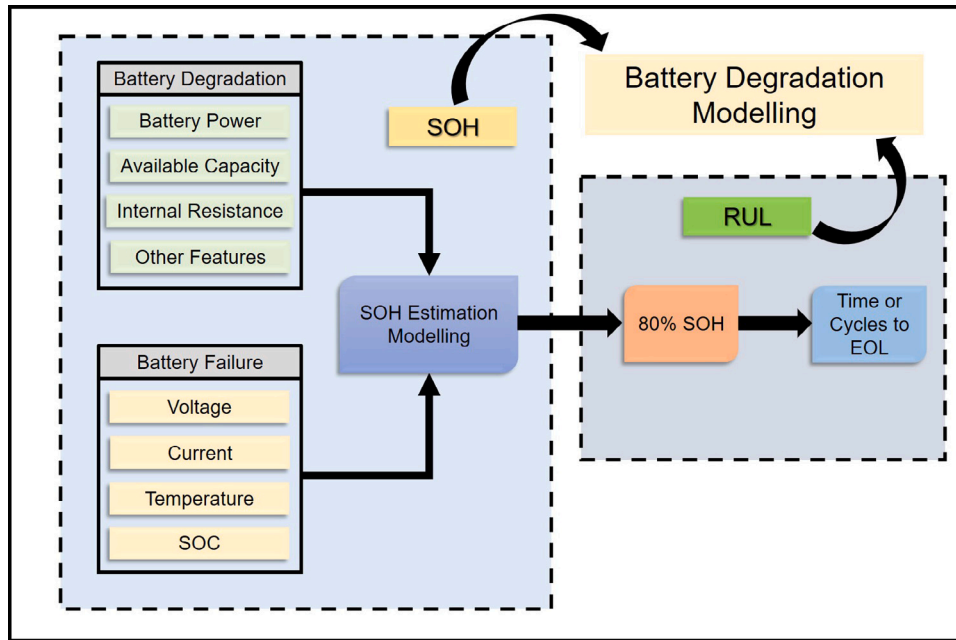 Battery Degradation
Battery Power
Available Capacity
Internal Resistance
Other Features
Battery Failure
Voltage
Current
Temperature
SOC
SOH
SOH Estimation
Modelling
Battery Degradation
Modelling
RUL
80% SOH
Time or
Cycles to
EOL